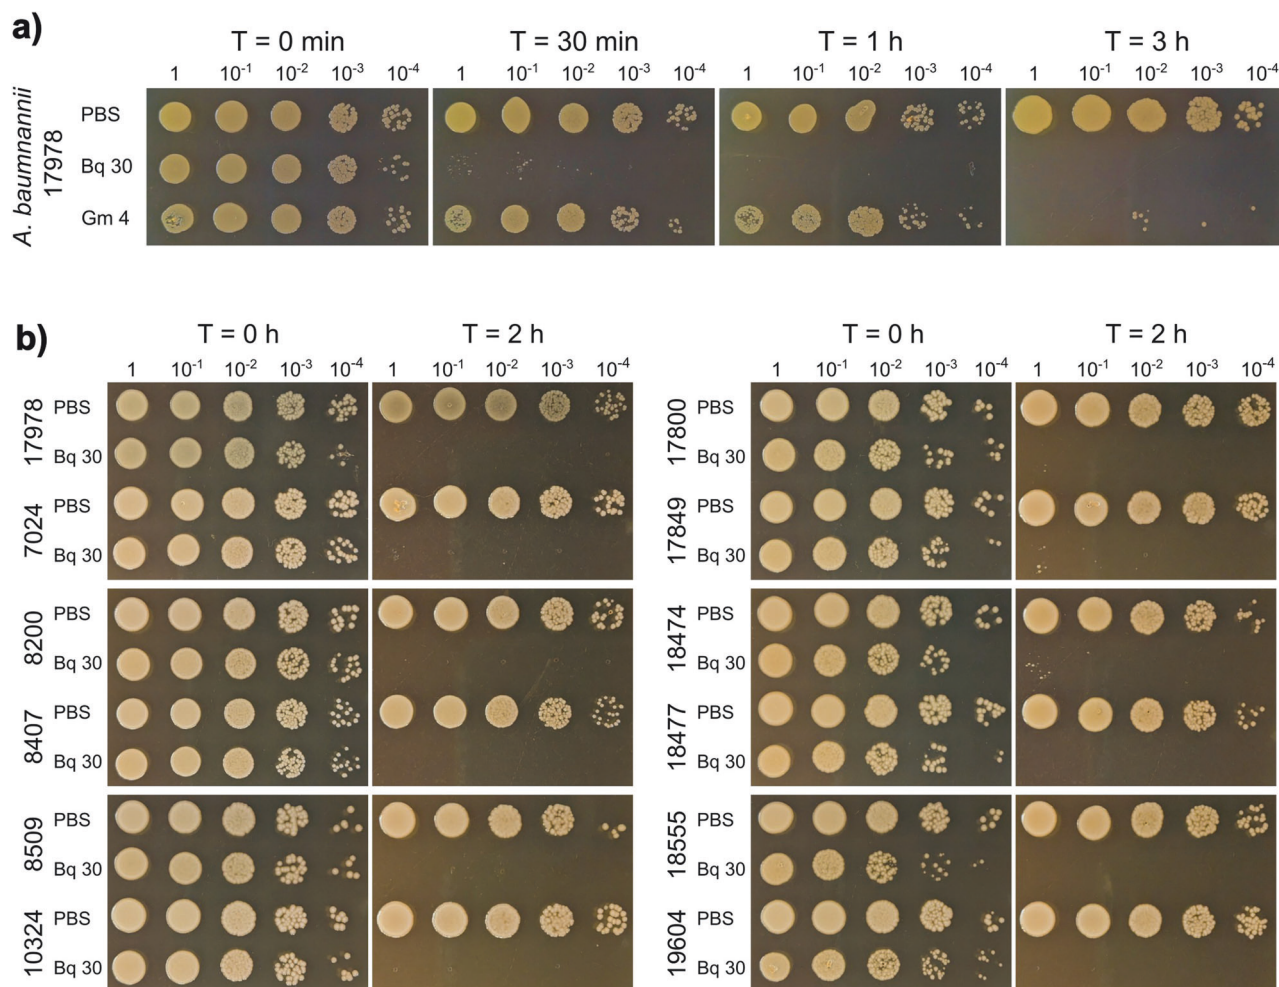 a)
T = 0 min T = 30 min T = 1 h T = 3 h
1 10⁻¹ 10⁻² 10⁻³ 10⁻⁴ 1 10⁻¹ 10⁻² 10⁻³ 10⁻⁴ 1 10⁻¹ 10⁻² 10⁻³ 10⁻⁴ 1 10⁻¹ 10⁻² 10⁻³ 10⁻⁴
A. baumnannii
17978
PBS
Bq 30
Gm 4
b)
T = 0 h T = 2 h T = 0 h T = 2 h
1 10⁻¹ 10⁻² 10⁻³ 10⁻⁴ 1 10⁻¹ 10⁻² 10⁻³ 10⁻⁴ 1 10⁻¹ 10⁻² 10⁻³ 10⁻⁴ 1 10⁻¹ 10⁻² 10⁻³ 10⁻⁴
17978
PBS
Bq 30
7024
PBS
Bq 30
8200
PBS
Bq 30
8407
PBS
Bq 30
8509
PBS
Bq 30
10324
PBS
Bq 30
17800
PBS
Bq 30
17849
PBS
Bq 30
18474
PBS
Bq 30
18477
PBS
Bq 30
18555
PBS
Bq 30
19604
PBS
Bq 30